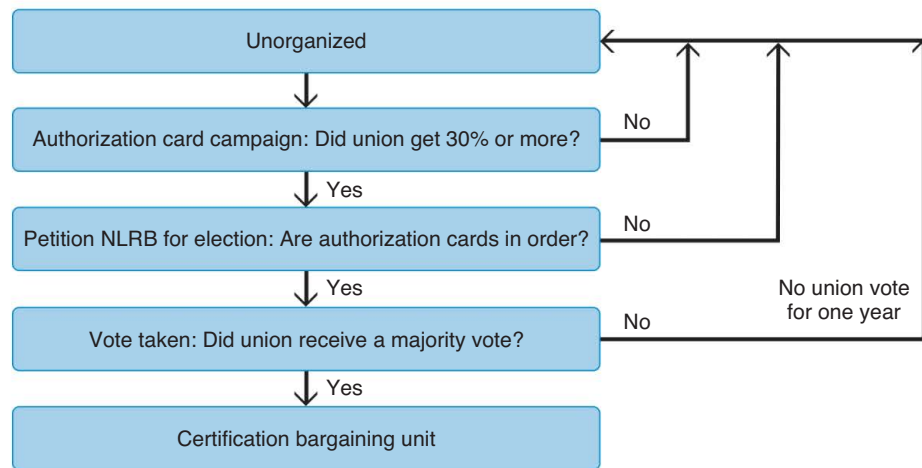 Unorganized
Authorization card campaign: Did union get 30% or more?
No
Yes
Petition NLRB for election: Are authorization cards in order?
No
Yes
No union vote
for one year
Vote taken: Did union receive a majority vote?
No
Yes
Certification bargaining unit